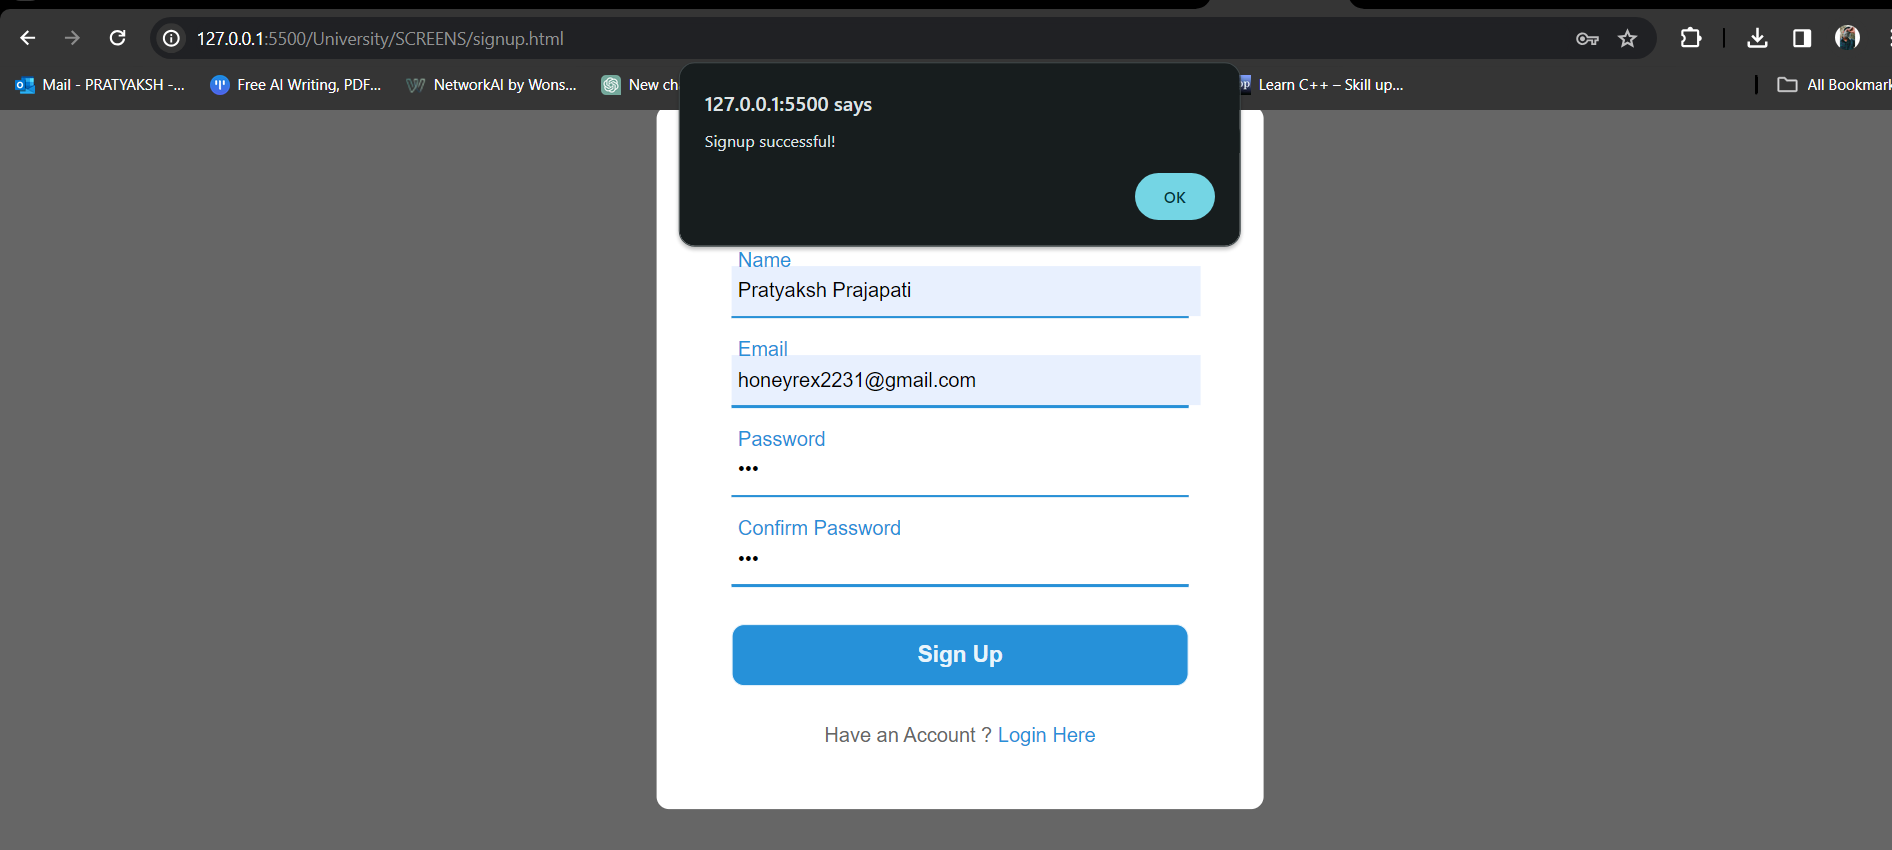 127.0.0.1:5500/University/SCREENS/signup.html
Mail - PRATYAKSH -... Free AI Writing, PDF... NetworkAI by Wons... New ch Learn C++ – Skill up... All Bookmark
127.0.0.1:5500 says
Signup successful!
OK
Name
Pratyaksh Prajapati
Email
honeyrex2231@gmail.com
Password
•••
Confirm Password
•••
Sign Up
Have an Account ? Login Here